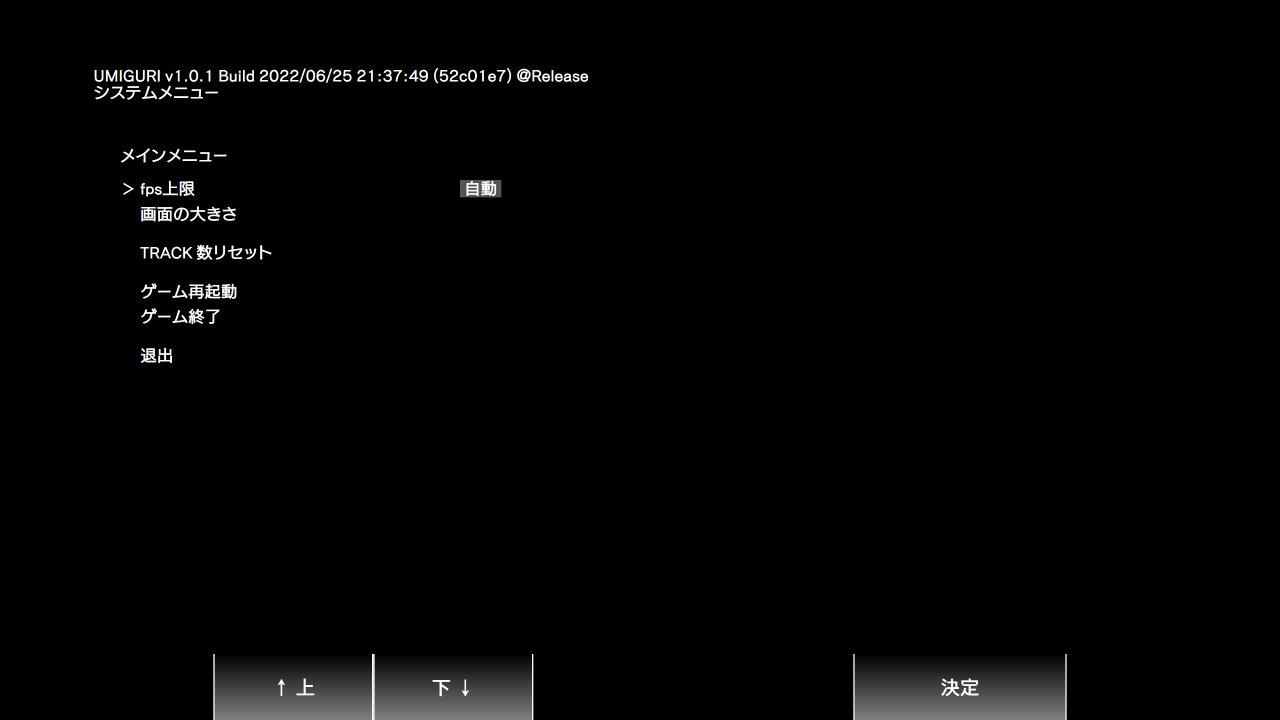 UMIGURI v1.0.1 Build 2022/06/25 21:37:49 (52c01e7) @Release
システムメニュー
メインメニュー
> fps上限 自動
画面の大きさ
TRACK 数リセット
ゲーム再起動
ゲーム終了
退出
↑ 上 下 ↓ 決定